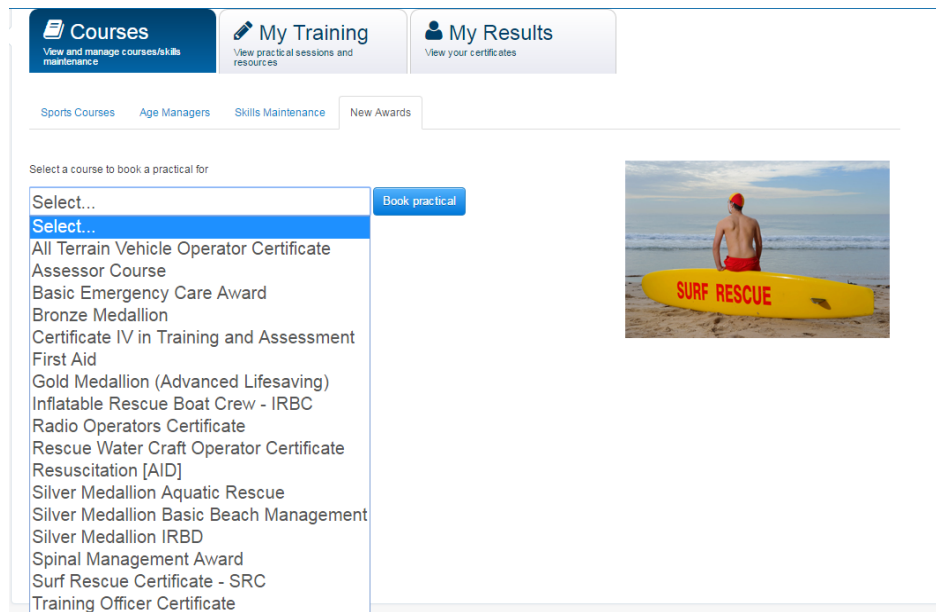 Courses
View and manage courses/skills
maintenance
My Training
View practical sessions and
resources
My Results
View your certificates
Sports Courses
Age Managers
Skills Maintenance
New Awards
Select a course to book a practical for
Select...
Book practical
Select...
All Terrain Vehicle Operator Certificate
Assessor Course
Basic Emergency Care Award
Bronze Medallion
Certificate IV in Training and Assessment
First Aid
Gold Medallion (Advanced Lifesaving)
Inflatable Rescue Boat Crew - IRBC
Radio Operators Certificate
Rescue Water Craft Operator Certificate
Resuscitation [AID]
Silver Medallion Aquatic Rescue
Silver Medallion Basic Beach Management
Silver Medallion IRBD
Spinal Management Award
Surf Rescue Certificate - SRC
Training Officer Certificate
SURF RESCUE